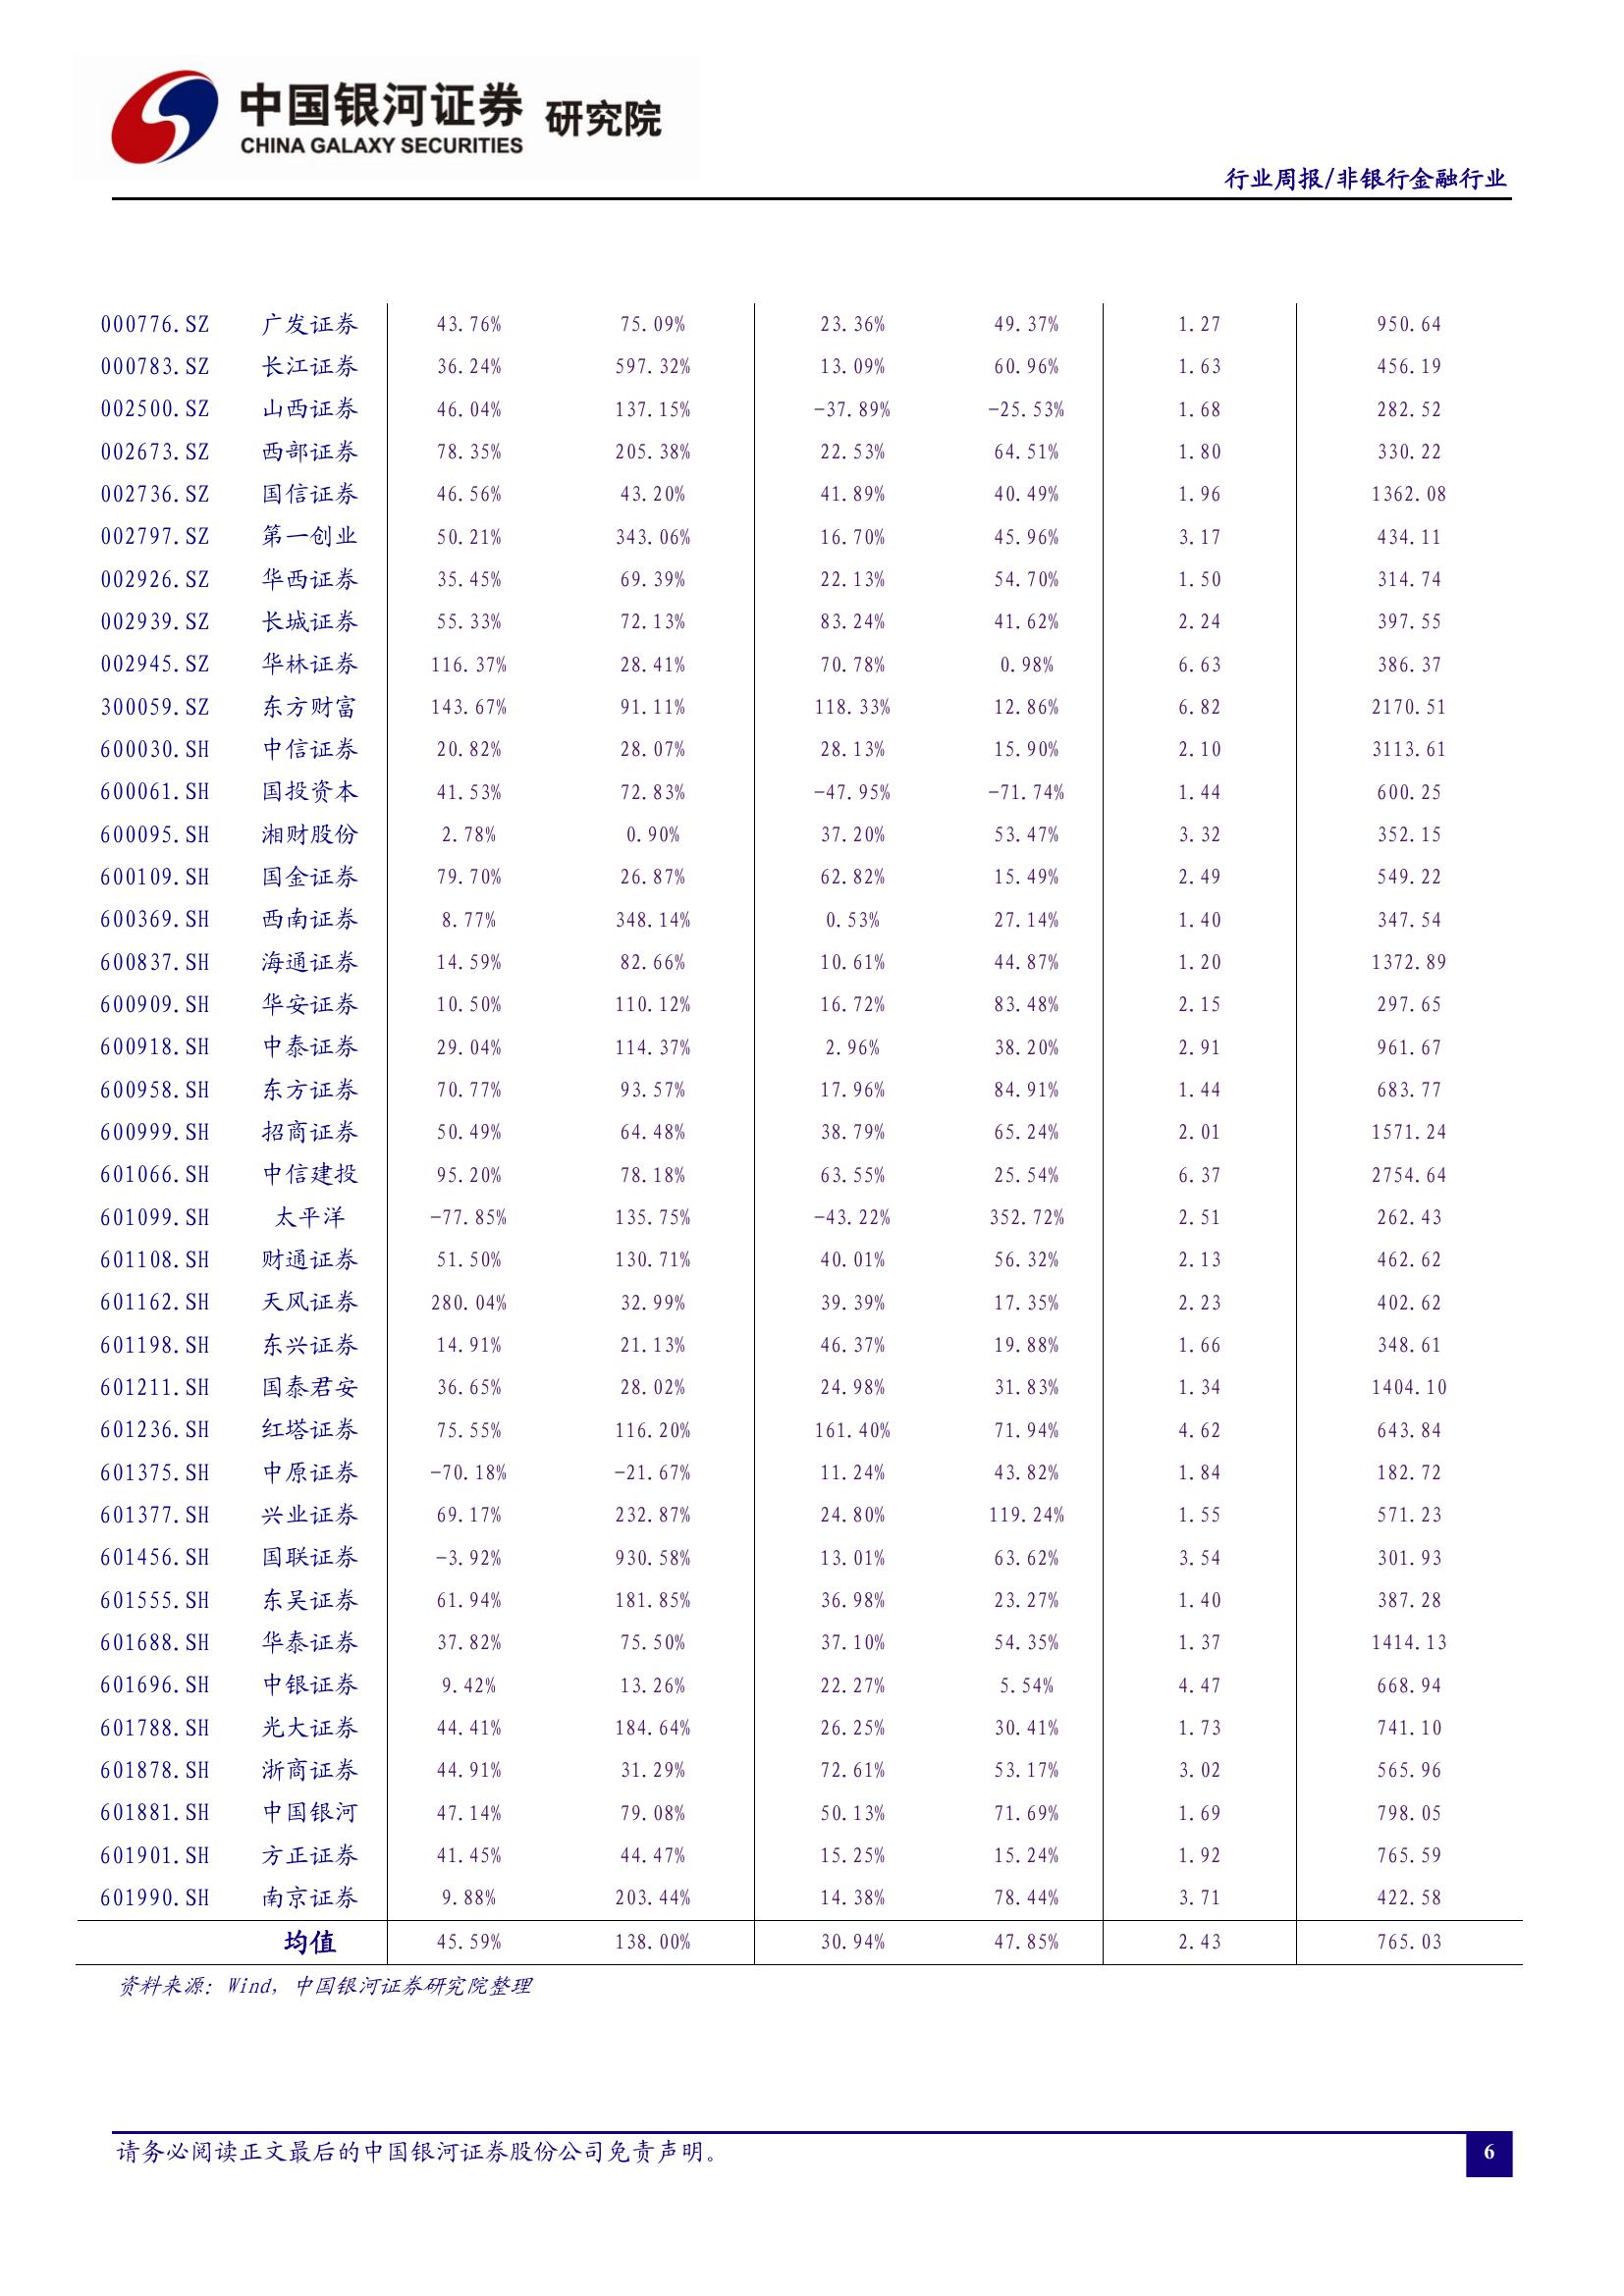 中国银河证券 研究院
CHINA GALAXY SECURITIES
行业周报/非银行金融行业
000776.SZ 广发证券 43.76% 75.09% 23.36% 49.37% 1.27 950.64
000783.SZ 长江证券 36.24% 597.32% 13.09% 60.96% 1.63 456.19
002500.SZ 山西证券 46.04% 137.15% -37.89% -25.53% 1.68 282.52
002673.SZ 西部证券 78.35% 205.38% 22.53% 64.51% 1.80 330.22
002736.SZ 国信证券 46.56% 43.20% 41.89% 40.49% 1.96 1362.08
002797.SZ 第一创业 50.21% 343.06% 16.70% 45.96% 3.17 434.11
002926.SZ 华西证券 35.45% 69.39% 22.13% 54.70% 1.50 314.74
002939.SZ 长城证券 55.33% 72.13% 83.24% 41.62% 2.24 397.55
002945.SZ 华林证券 116.37% 28.41% 70.78% 0.98% 6.63 386.37
300059.SZ 东方财富 143.67% 91.11% 118.33% 12.86% 6.82 2170.51
600030.SH 中信证券 20.82% 28.07% 28.13% 15.90% 2.10 3113.61
600061.SH 国投资本 41.53% 72.83% -47.95% -71.74% 1.44 600.25
600095.SH 湘财股份 2.78% 0.90% 37.20% 53.47% 3.32 352.15
600109.SH 国金证券 79.70% 26.87% 62.82% 15.49% 2.49 549.22
600369.SH 西南证券 8.77% 348.14% 0.53% 27.14% 1.40 347.54
600837.SH 海通证券 14.59% 82.66% 10.61% 44.87% 1.20 1372.89
600909.SH 华安证券 10.50% 110.12% 16.72% 83.48% 2.15 297.65
600918.SH 中泰证券 29.04% 114.37% 2.96% 38.20% 2.91 961.67
600958.SH 东方证券 70.77% 93.57% 17.96% 84.91% 1.44 683.77
600999.SH 招商证券 50.49% 64.48% 38.79% 65.24% 2.01 1571.24
601066.SH 中信建投 95.20% 78.18% 63.55% 25.54% 6.37 2754.64
601099.SH 太平洋 -77.85% 135.75% -43.22% 352.72% 2.51 262.43
601108.SH 财通证券 51.50% 130.71% 40.01% 56.32% 2.13 462.62
601162.SH 天风证券 280.04% 32.99% 39.39% 17.35% 2.23 402.62
601198.SH 东兴证券 14.91% 21.13% 46.37% 19.88% 1.66 348.61
601211.SH 国泰君安 36.65% 28.02% 24.98% 31.83% 1.34 1404.10
601236.SH 红塔证券 75.55% 116.20% 161.40% 71.94% 4.62 643.84
601375.SH 中原证券 -70.18% -21.67% 11.24% 43.82% 1.84 182.72
601377.SH 兴业证券 69.17% 232.87% 24.80% 119.24% 1.55 571.23
601456.SH 国联证券 -3.92% 930.58% 13.01% 63.62% 3.54 301.93
601555.SH 东吴证券 61.94% 181.85% 36.98% 23.27% 1.40 387.28
601688.SH 华泰证券 37.82% 75.50% 37.10% 54.35% 1.37 1414.13
601696.SH 中银证券 9.42% 13.26% 22.27% 5.54% 4.47 668.94
601788.SH 光大证券 44.41% 184.64% 26.25% 30.41% 1.73 741.10
601878.SH 浙商证券 44.91% 31.29% 72.61% 53.17% 3.02 565.96
601881.SH 中国银河 47.14% 79.08% 50.13% 71.69% 1.69 798.05
601901.SH 方正证券 41.45% 44.47% 15.25% 15.24% 1.92 765.59
601990.SH 南京证券 9.88% 203.44% 14.38% 78.44% 3.71 422.58
均值 45.59% 138.00% 30.94% 47.85% 2.43 765.03
资料来源：Wind，中国银河证券研究院整理
请务必阅读正文最后的中国银河证券股份公司免责声明。 6